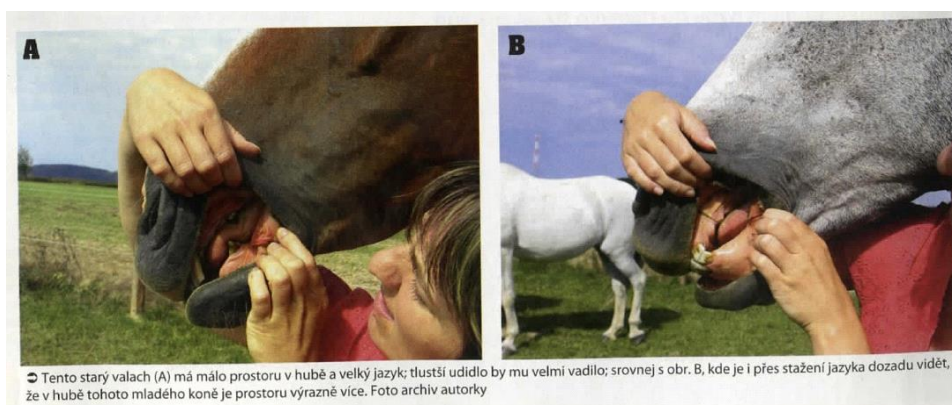 A
B
➲ Tento starý valach (A) má málo prostoru v hubě a velký jazyk; tlustší udidlo by mu velmi vadilo; srovnej s obr. B, kde je i přes stažení jazyka dozadu vidět,
že v hubě tohoto mladého koně je prostoru výrazně více. Foto archiv autorky